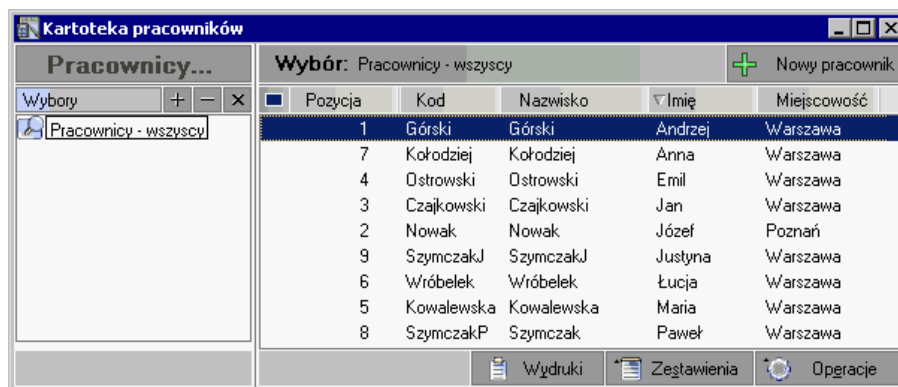 Kartoteka pracowników
Pracownicy... Wybór: Pracownicy - wszyscy Nowy pracownik
Wybory Pozycja Kod Nazwisko Imię Miejscowość
Pracownicy - wszyscy 1 Górski Górski Andrzej Warszawa
7 Kołodziej Kołodziej Anna Warszawa
4 Ostrowski Ostrowski Emil Warszawa
3 Czajkowski Czajkowski Jan Warszawa
2 Nowak Nowak Józef Poznań
9 SzymczakJ SzymczakJ Justyna Warszawa
6 Wróbelek Wróbelek Łucja Warszawa
5 Kowalewska Kowalewska Maria Warszawa
8 SzymczakP Szymczak Paweł Warszawa
Wydruki Zestawienia Operacje